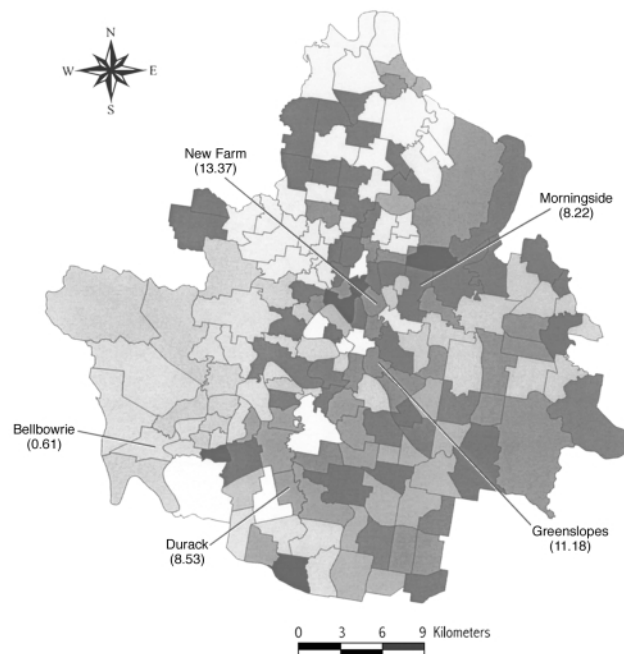 N
W E
S
New Farm
(13.37)
Morningside
(8.22)
Bellbowrie
(0.61)
Durack
(8.53)
Greenslopes
(11.18)
0 3 6 9 Kilometers